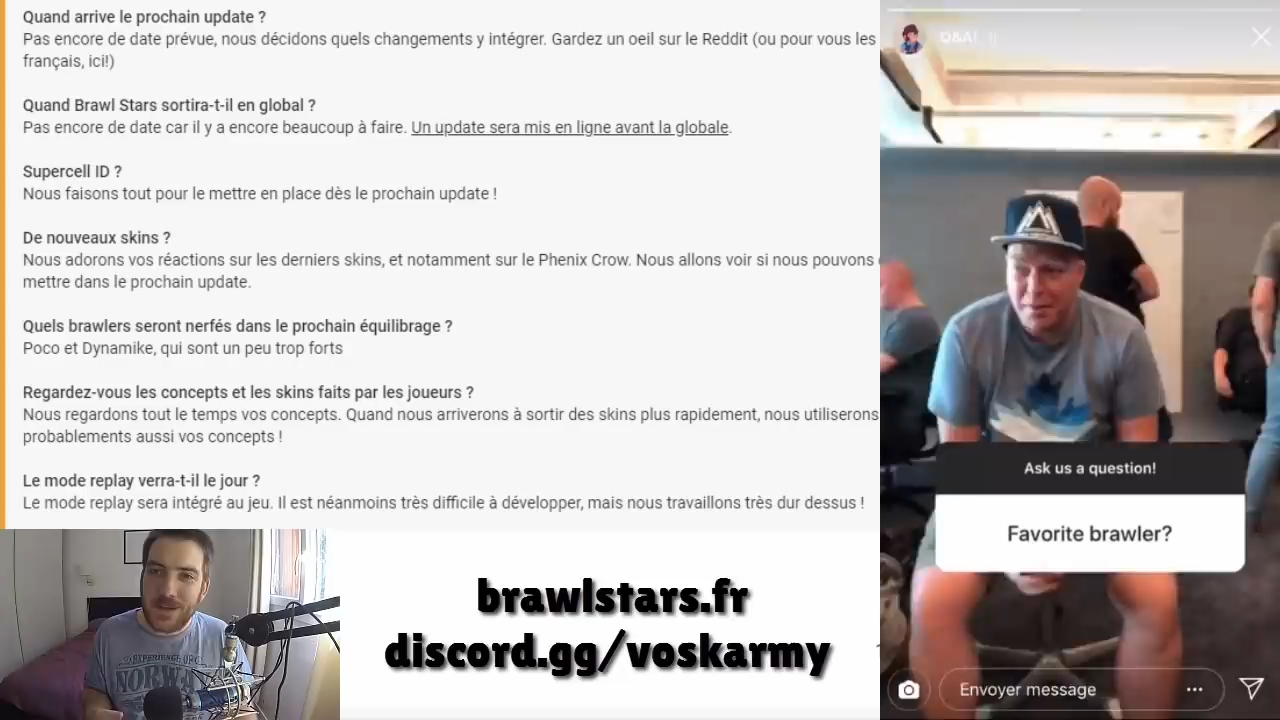 Quand arrive le prochain update ?
Pas encore de date prévue, nous décidons quels changements y intégrer. Gardez un oeil sur le Reddit (ou pour vous les
français, ici!)
Quand Brawl Stars sortira-t-il en global ?
Pas encore de date car il y a encore beaucoup à faire. Un update sera mis en ligne avant la globale.
Supercell ID ?
Nous faisons tout pour le mettre en place dès le prochain update !
De nouveaux skins ?
Nous adorons vos réactions sur les derniers skins, et notamment sur le Phenix Crow. Nous allons voir si nous pouvons
mettre dans le prochain update.
Quels brawlers seront nerfés dans le prochain équilibrage ?
Poco et Dynamike, qui sont un peu trop forts
Regardez-vous les concepts et les skins faits par les joueurs ?
Nous regardons tout le temps vos concepts. Quand nous arriverons à sortir des skins plus rapidement, nous utiliserons
probablements aussi vos concepts !
Le mode replay verra-t-il le jour ?
Le mode replay sera intégré au jeu. Il est néanmoins très difficile à développer, mais nous travaillons très dur dessus !
Q&A!
Ask us a question!
Favorite brawler?
Envoyer message
EXPERIENCE OF
brawlstars.fr
discord.gg/voskarmy